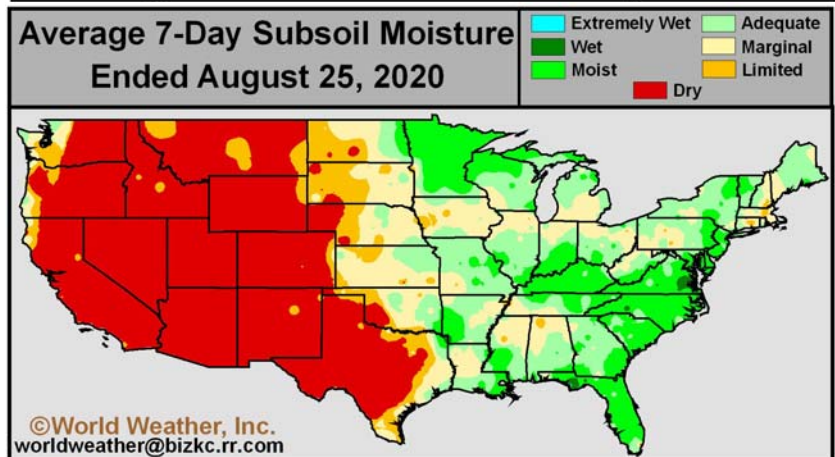 Average 7-Day Subsoil Moisture
Ended August 25, 2020
Extremely Wet
Adequate
Wet
Marginal
Moist
Limited
Dry
©World Weather, Inc.
worldweather@bizkc.rr.com